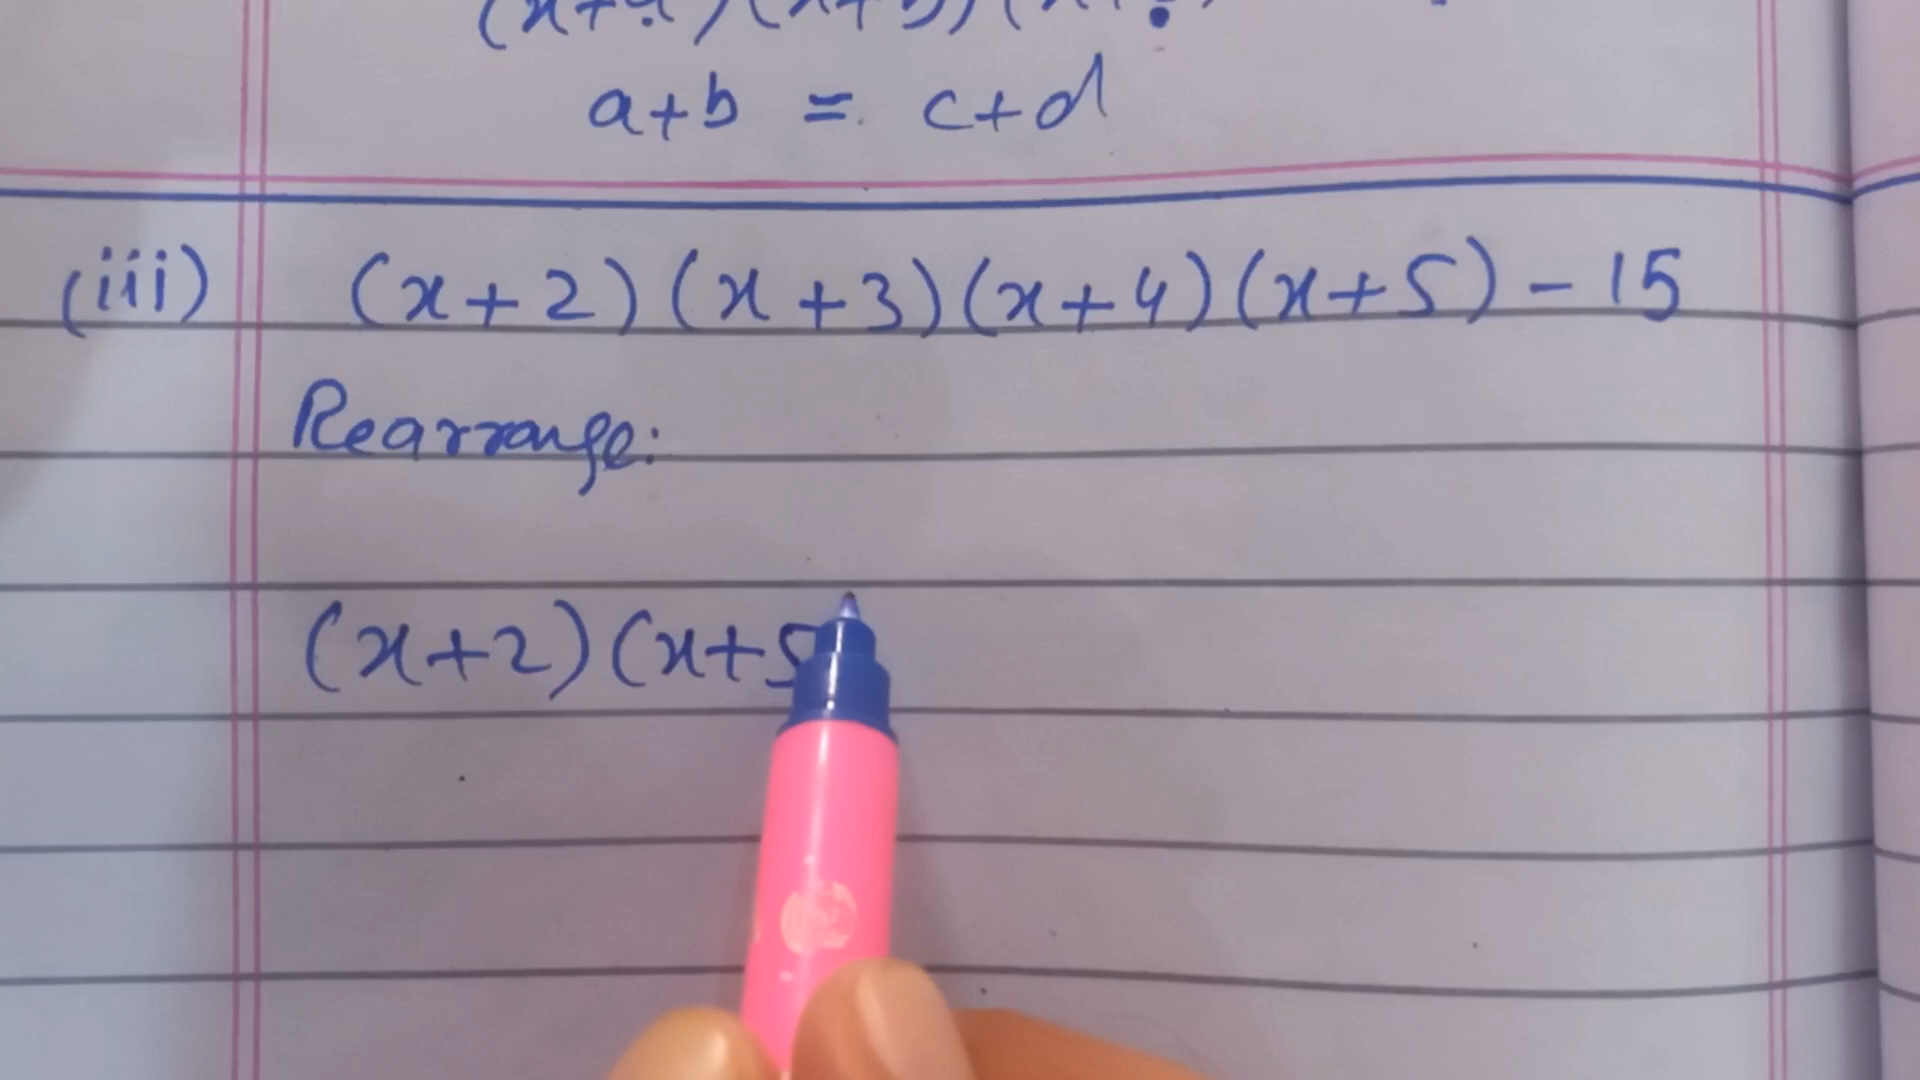 (x+a)(x+b)(x+
a+b = c+d
(iii) (x+2)(x+3)(x+4)(x+5)-15
Rearrange:
(x+2)(x+5